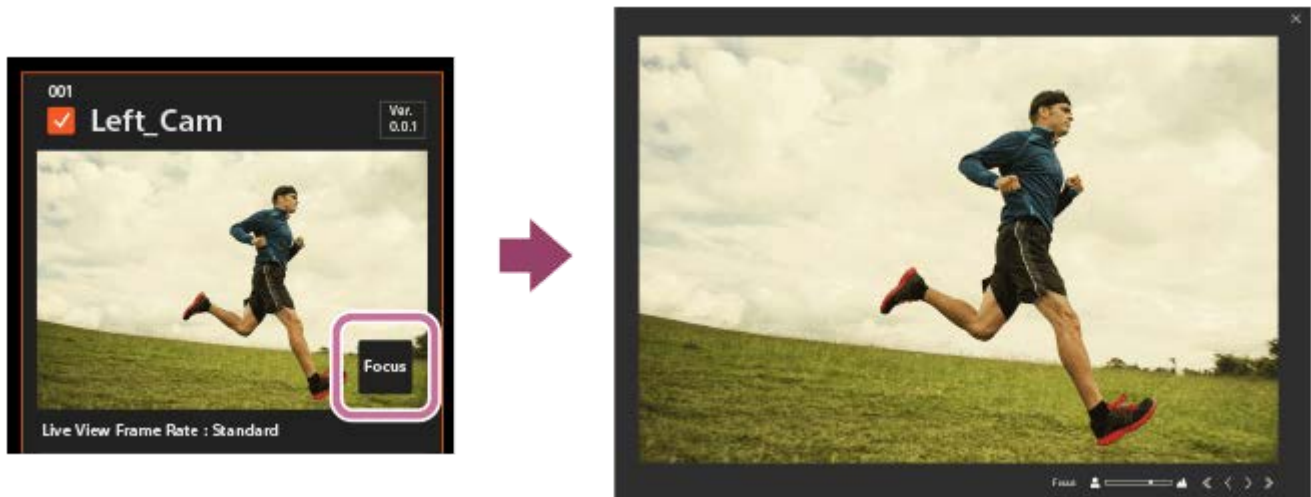 001
Left_Cam
Ver.
0.0.1
Focus
Live View Frame Rate : Standard
Focus